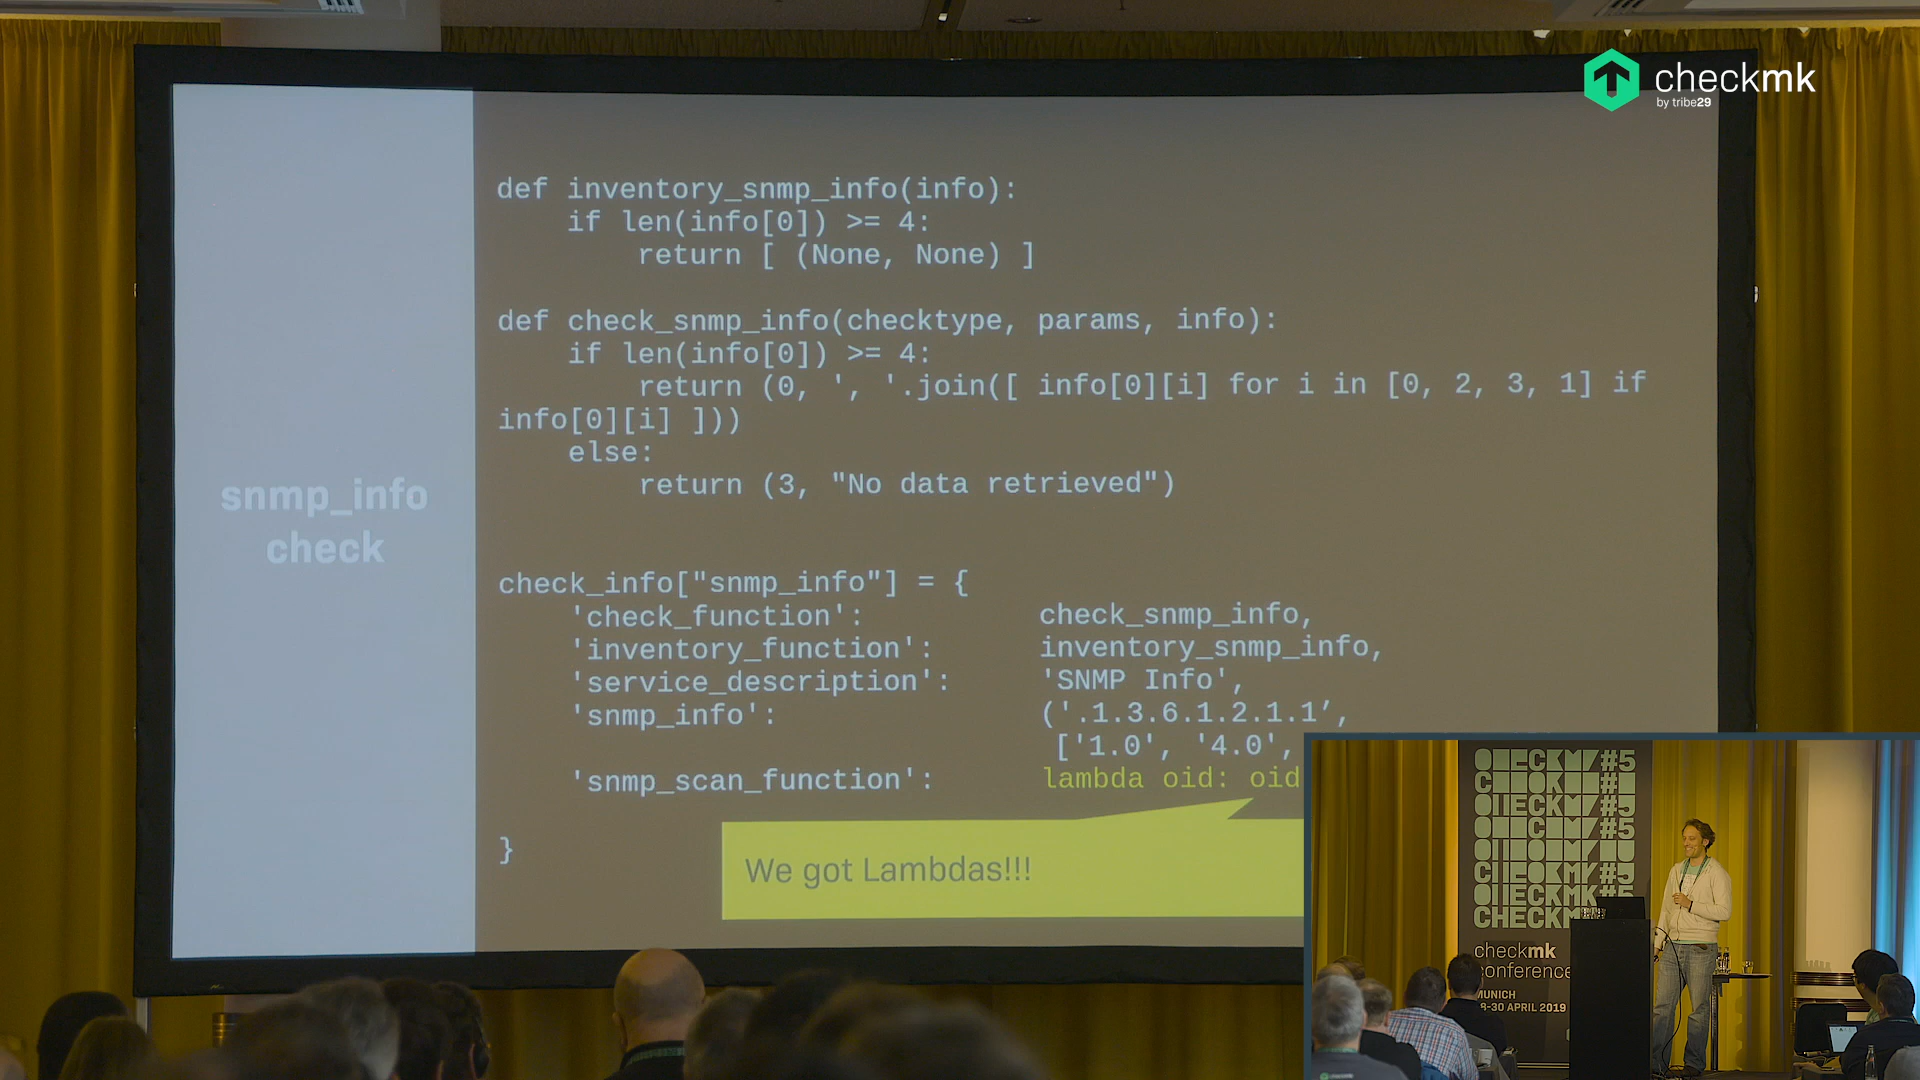 checkmk
by tribe29
snmp_info
check
def inventory_snmp_info(info):
    if len(info[0]) >= 4:
        return [ (None, None) ]
def check_snmp_info(checktype, params, info):
    if len(info[0]) >= 4:
        return (0, ', '.join([ info[0][i] for i in [0, 2, 3, 1] if
info[0][i] ]))
    else:
        return (3, "No data retrieved")
check_info["snmp_info"] = {
    'check_function':      check_snmp_info,
    'inventory_function':      inventory_snmp_info,
    'service_description':      'SNMP Info',
    'snmp_info':      ('.1.3.6.1.2.1.1’,
['1.0', '4.0',
    'snmp_scan_function':      lambda oid: oid
}
We got Lambdas!!!
#5
CHECKM
checkmk
conference
MUNICH
8-30 APRIL 2019